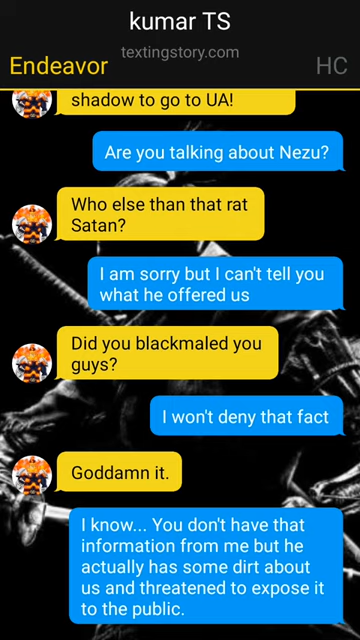 kumar TS
textingstory.com
Endeavor
HC
shadow to go to UA!
Are you talking about Nezu?
Who else than that rat
Satan?
I am sorry but I can't tell you
what he offered us
Did you blackmaled you
guys?
I won't deny that fact
Goddamn it.
I know... You don't have that
information from me but he
actually has some dirt about
us and threatened to expose it
to the public.